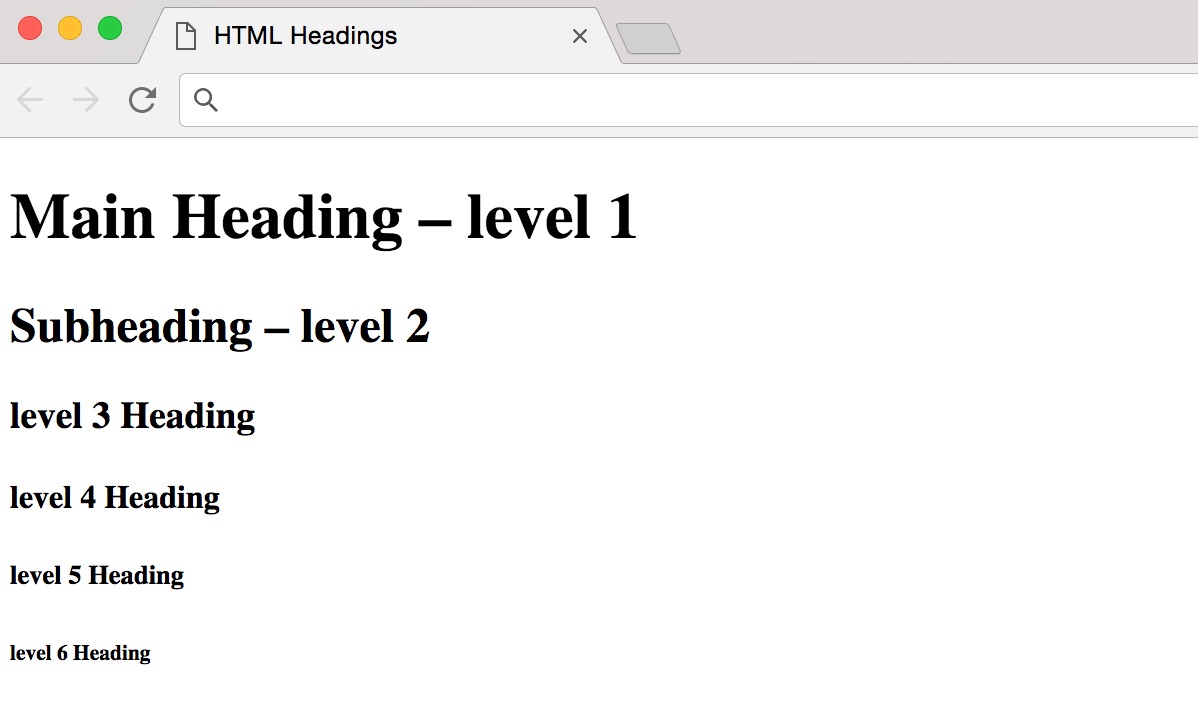 HTML Headings
Main Heading – level 1
Subheading – level 2
level 3 Heading
level 4 Heading
level 5 Heading
level 6 Heading